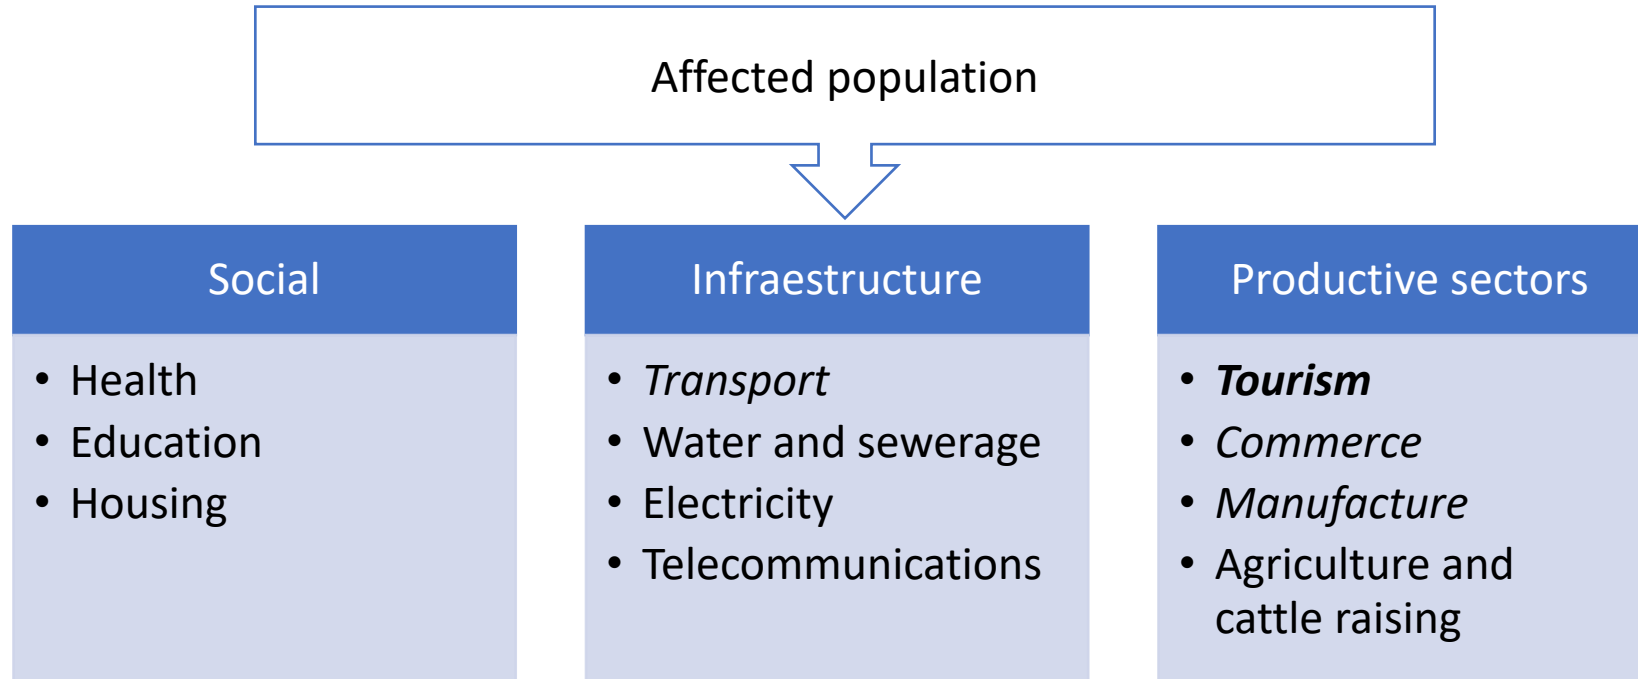 Affected population
Social
• Health
• Education
• Housing
Infraestructure
• Transport
• Water and sewerage
• Electricity
• Telecommunications
Productive sectors
• Tourism
• Commerce
• Manufacture
• Agriculture and
cattle raising